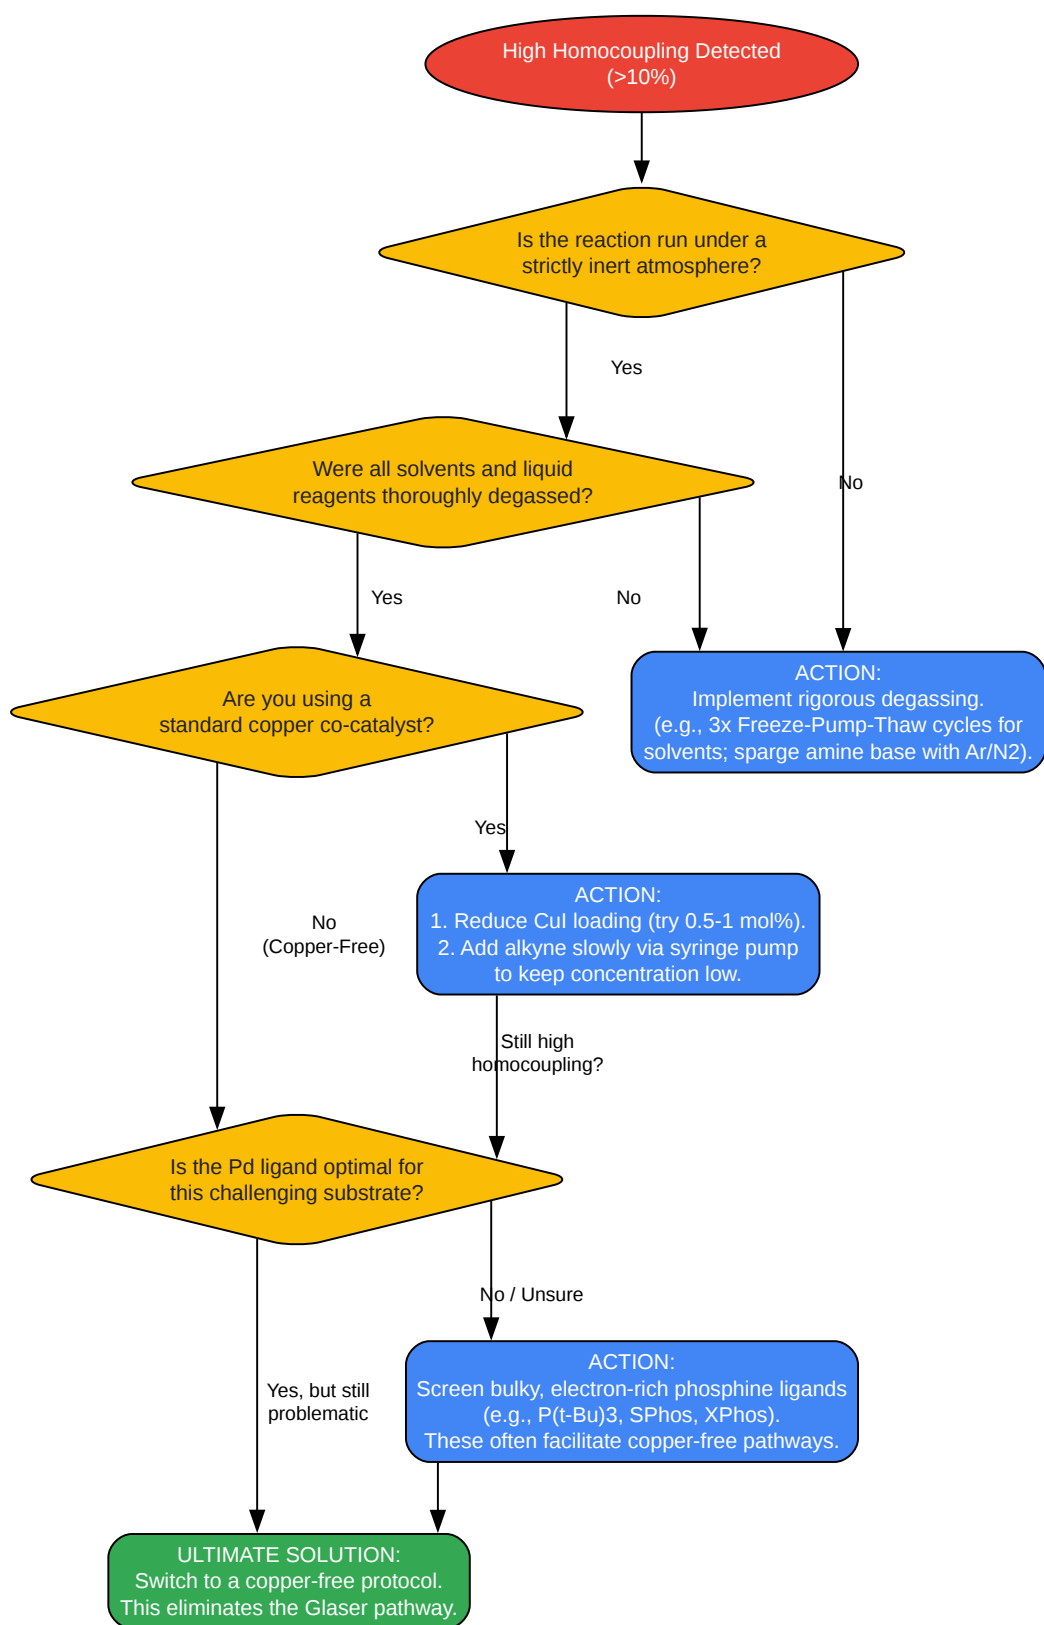 High Homocoupling Detected
(>10%)
Is the reaction run under a
strictly inert atmosphere?
Yes
Were all solvents and liquid
reagents thoroughly degassed?
No
Yes
No
Are you using a
standard copper co-catalyst?
ACTION:
Implement rigorous degassing.
(e.g., 3x Freeze-Pump-Thaw cycles for
solvents; sparge amine base with Ar/N2).
Yes
No
(Copper-Free)
ACTION:
1. Reduce CuI loading (try 0.5-1 mol%).
2. Add alkyne slowly via syringe pump
to keep concentration low.
Still high
homocoupling?
Is the Pd ligand optimal for
this challenging substrate?
No / Unsure
Yes, but still
problematic
ACTION:
Screen bulky, electron-rich phosphine ligands
(e.g., P(t-Bu)3, SPhos, XPhos).
These often facilitate copper-free pathways.
ULTIMATE SOLUTION:
Switch to a copper-free protocol.
This eliminates the Glaser pathway.